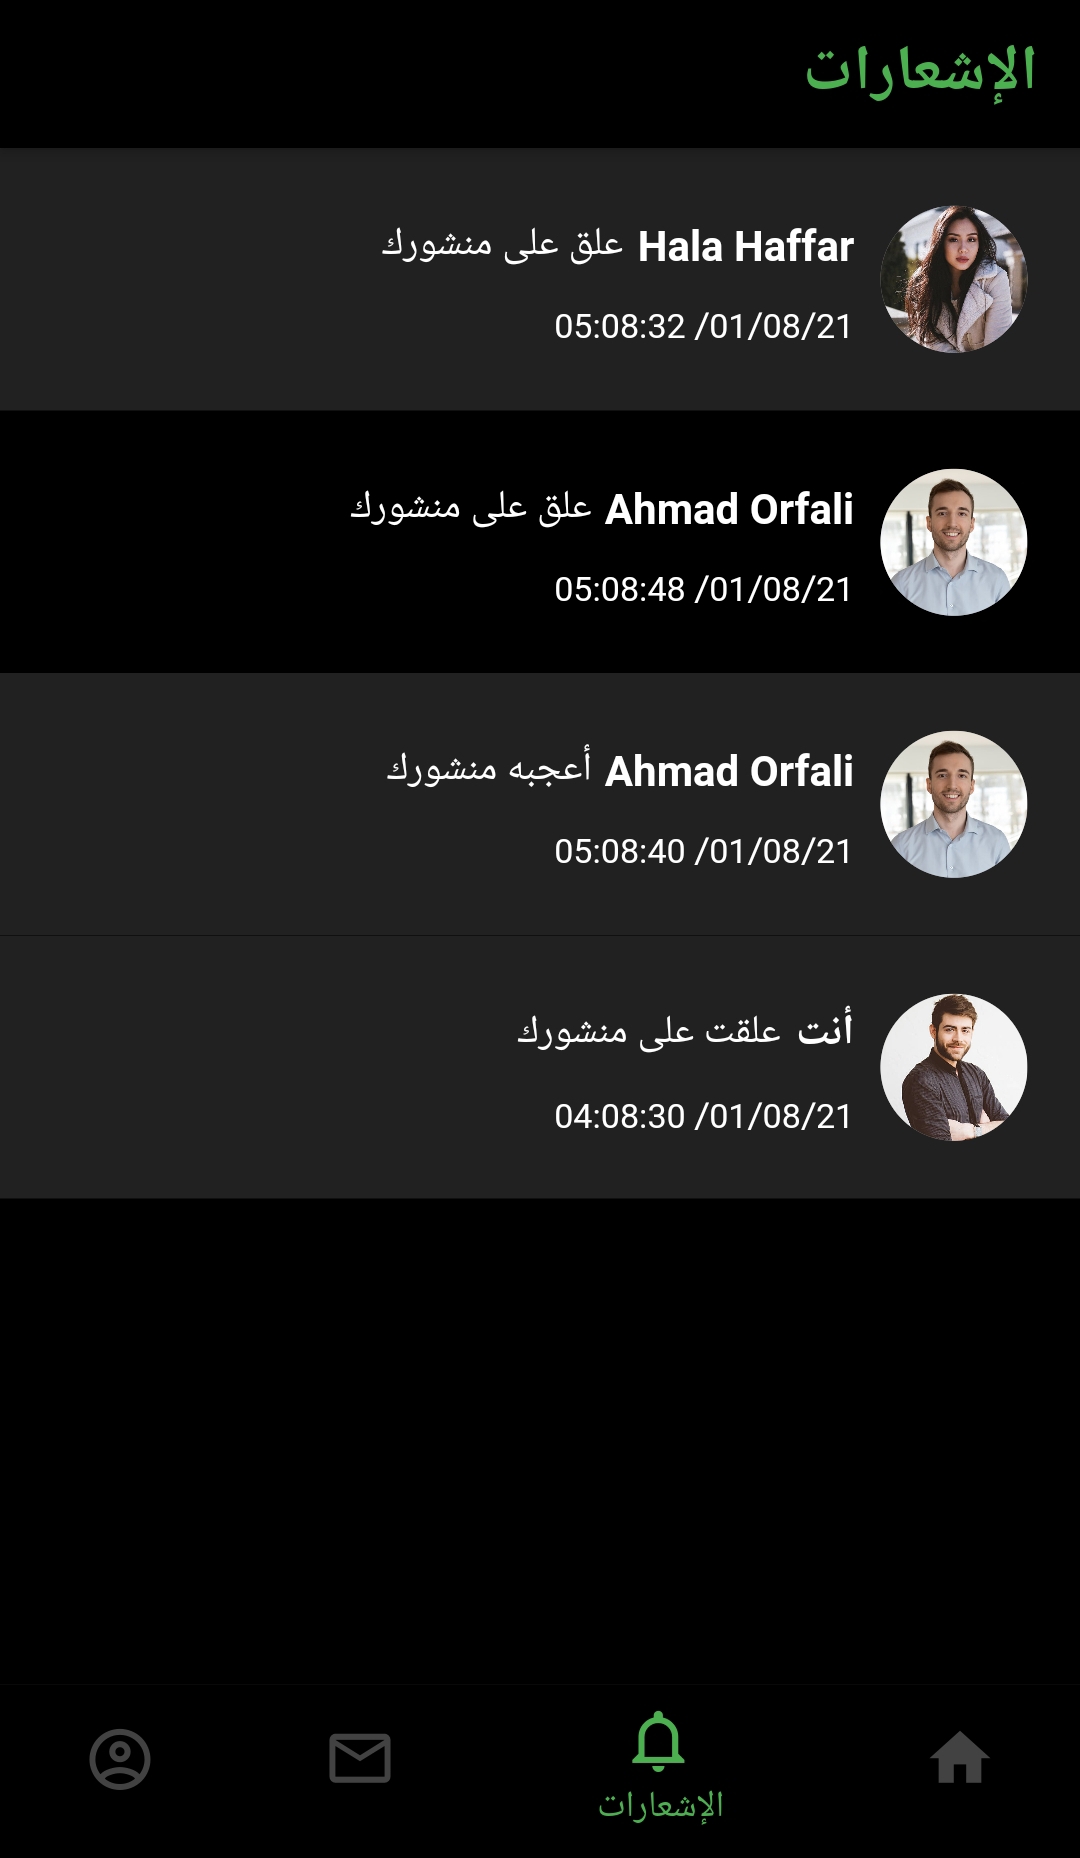 الإشعارات
Hala Haffar علق على منشورك
05:08:32 /01/08/21
Ahmad Orfali علق على منشورك
05:08:48 /01/08/21
Ahmad Orfali أعجبه منشورك
05:08:40 /01/08/21
أنت علقت على منشورك
04:08:30 /01/08/21
الإشعارات